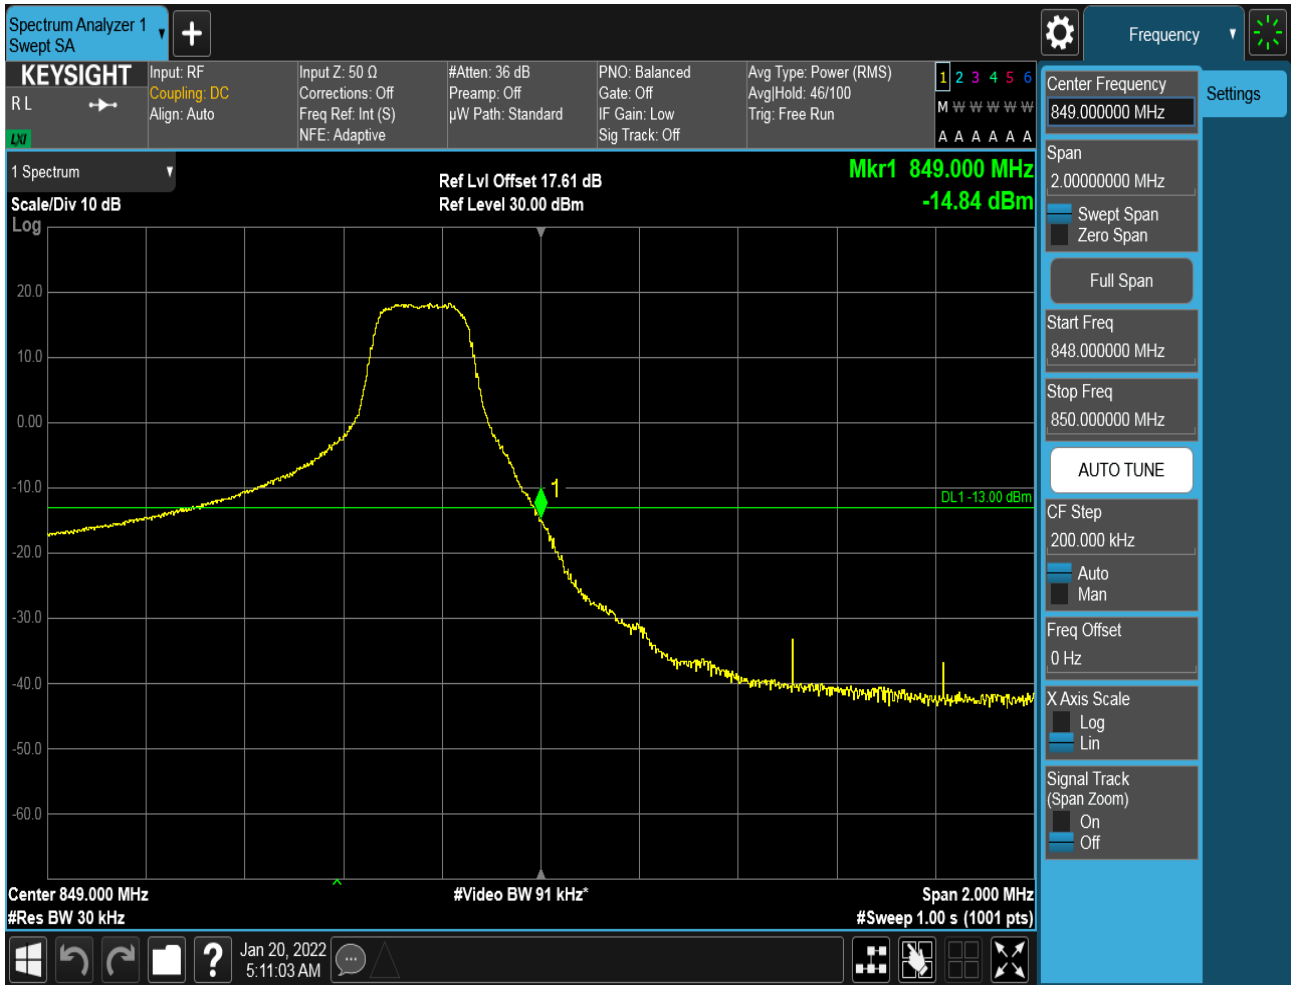 Spectrum Analyzer 1
Swept SA
Frequency
KEYSIGHT
R L
LXI
Input: RF
Coupling: DC
Align: Auto
Input Z: 50 Ω
Corrections: Off
Freq Ref: Int (S)
NFE: Adaptive
#Atten: 36 dB
Preamp: Off
µW Path: Standard
PNO: Balanced
Gate: Off
IF Gain: Low
Sig Track: Off
Avg Type: Power (RMS)
Avg|Hold: 46/100
Trig: Free Run
1 2 3 4 5 6
M W W W W W
A A A A A A
1 Spectrum
Scale/Div 10 dB
Log
Ref Lvl Offset 17.61 dB
Ref Level 30.00 dBm
Mkr1 849.000 MHz
-14.84 dBm
20.0
10.0
0.00
-10.0
-20.0
-30.0
-40.0
-50.0
-60.0
1
DL1 -13.00 dBm
Center 849.000 MHz
#Res BW 30 kHz
#Video BW 91 kHz*
Span 2.000 MHz
#Sweep 1.00 s (1001 pts)
Center Frequency
849.000000 MHz
Settings
Span
2.00000000 MHz
Swept Span
Zero Span
Full Span
Start Freq
848.000000 MHz
Stop Freq
850.000000 MHz
AUTO TUNE
CF Step
200.000 kHz
Auto
Man
Freq Offset
0 Hz
X Axis Scale
Log
Lin
Signal Track
(Span Zoom)
On
Off
?
Jan 20, 2022
5:11:03 AM